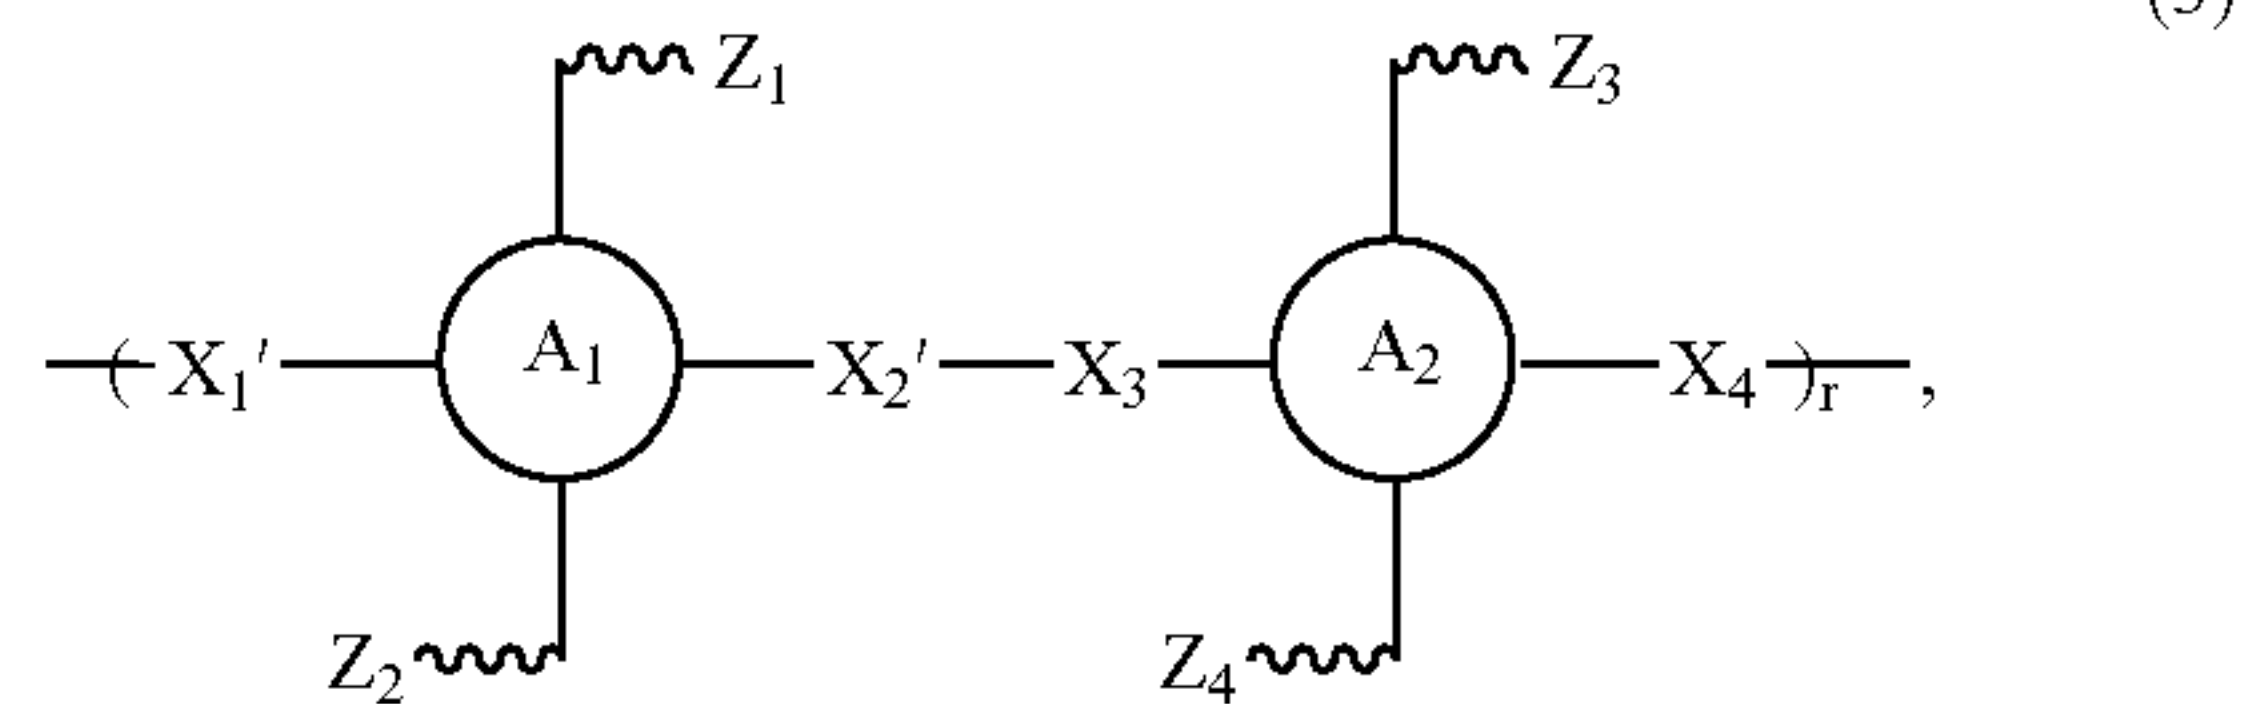 Z₁ Z₃
( X₁′ A₁ X₂′ X₃ A₂ X₄ )ᵣ ,
Z₂ Z₄